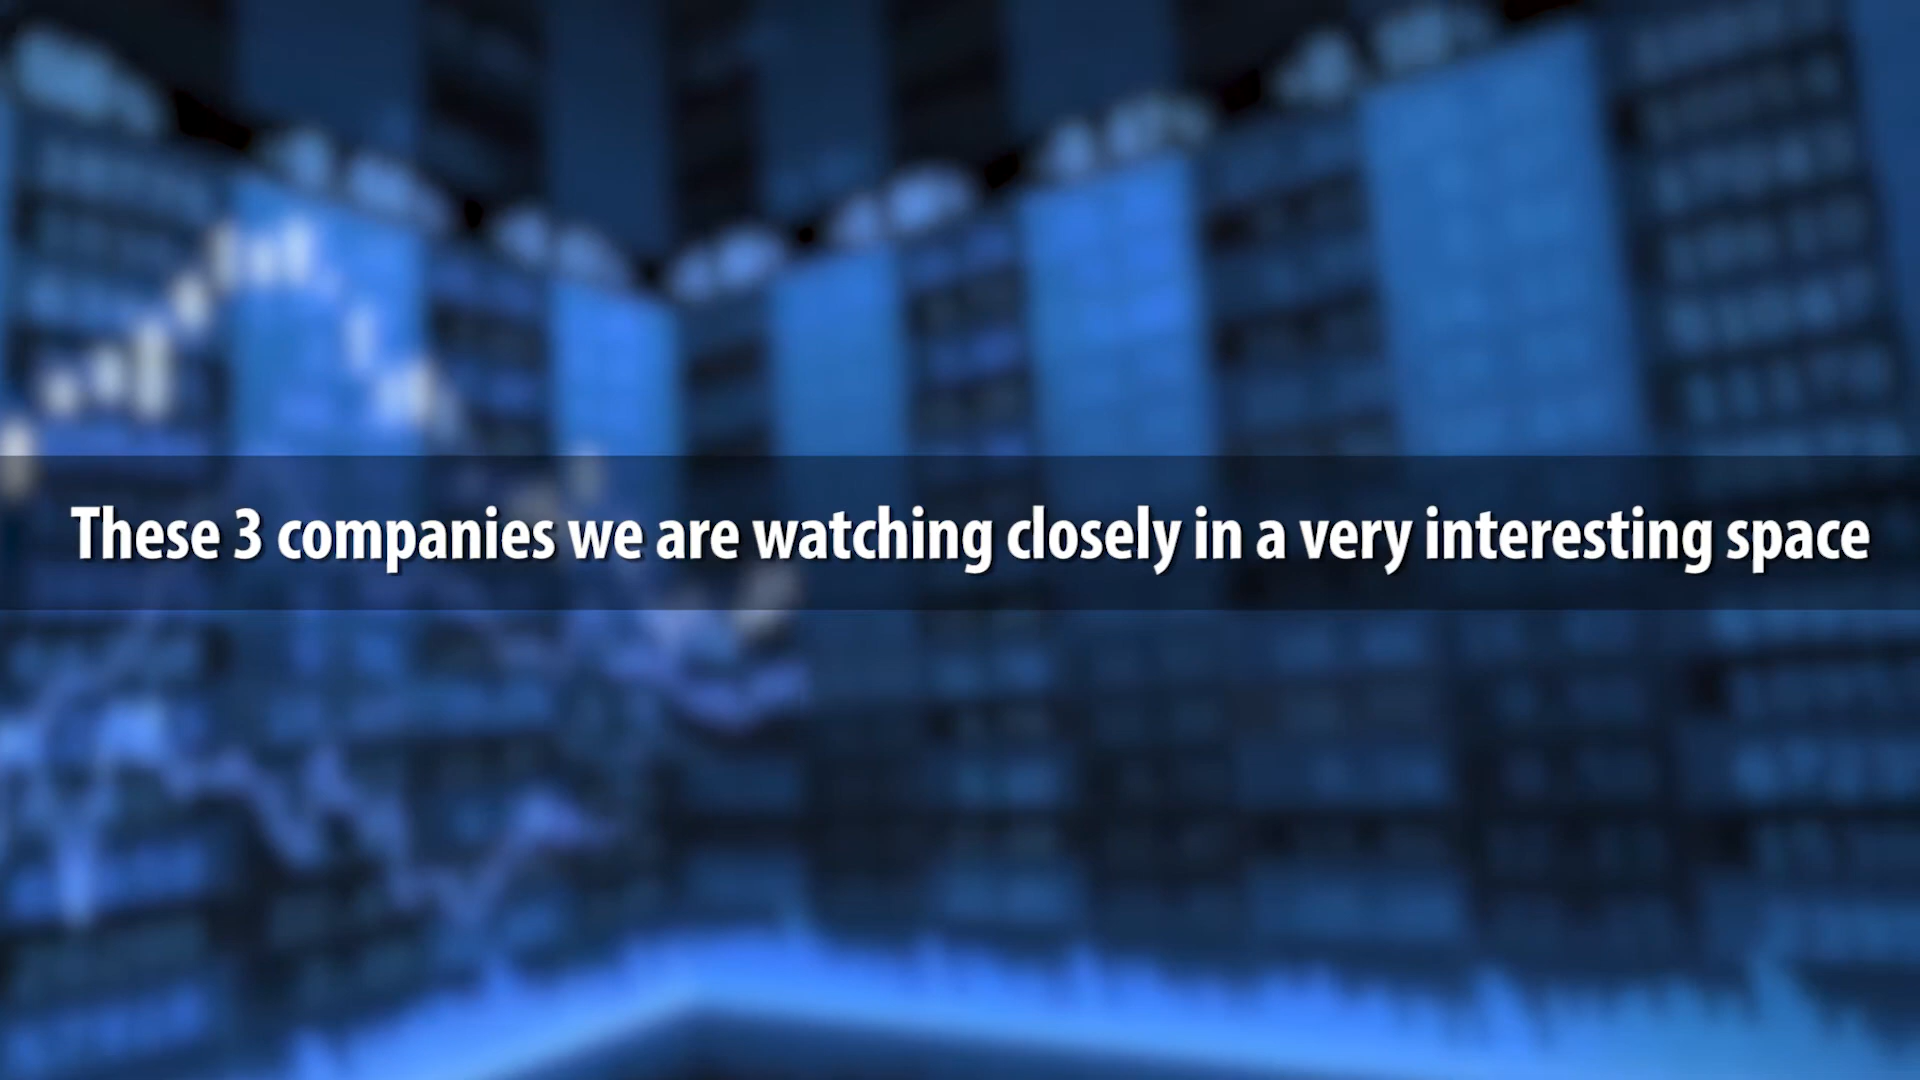 These 3 companies we are watching closely in a very interesting space